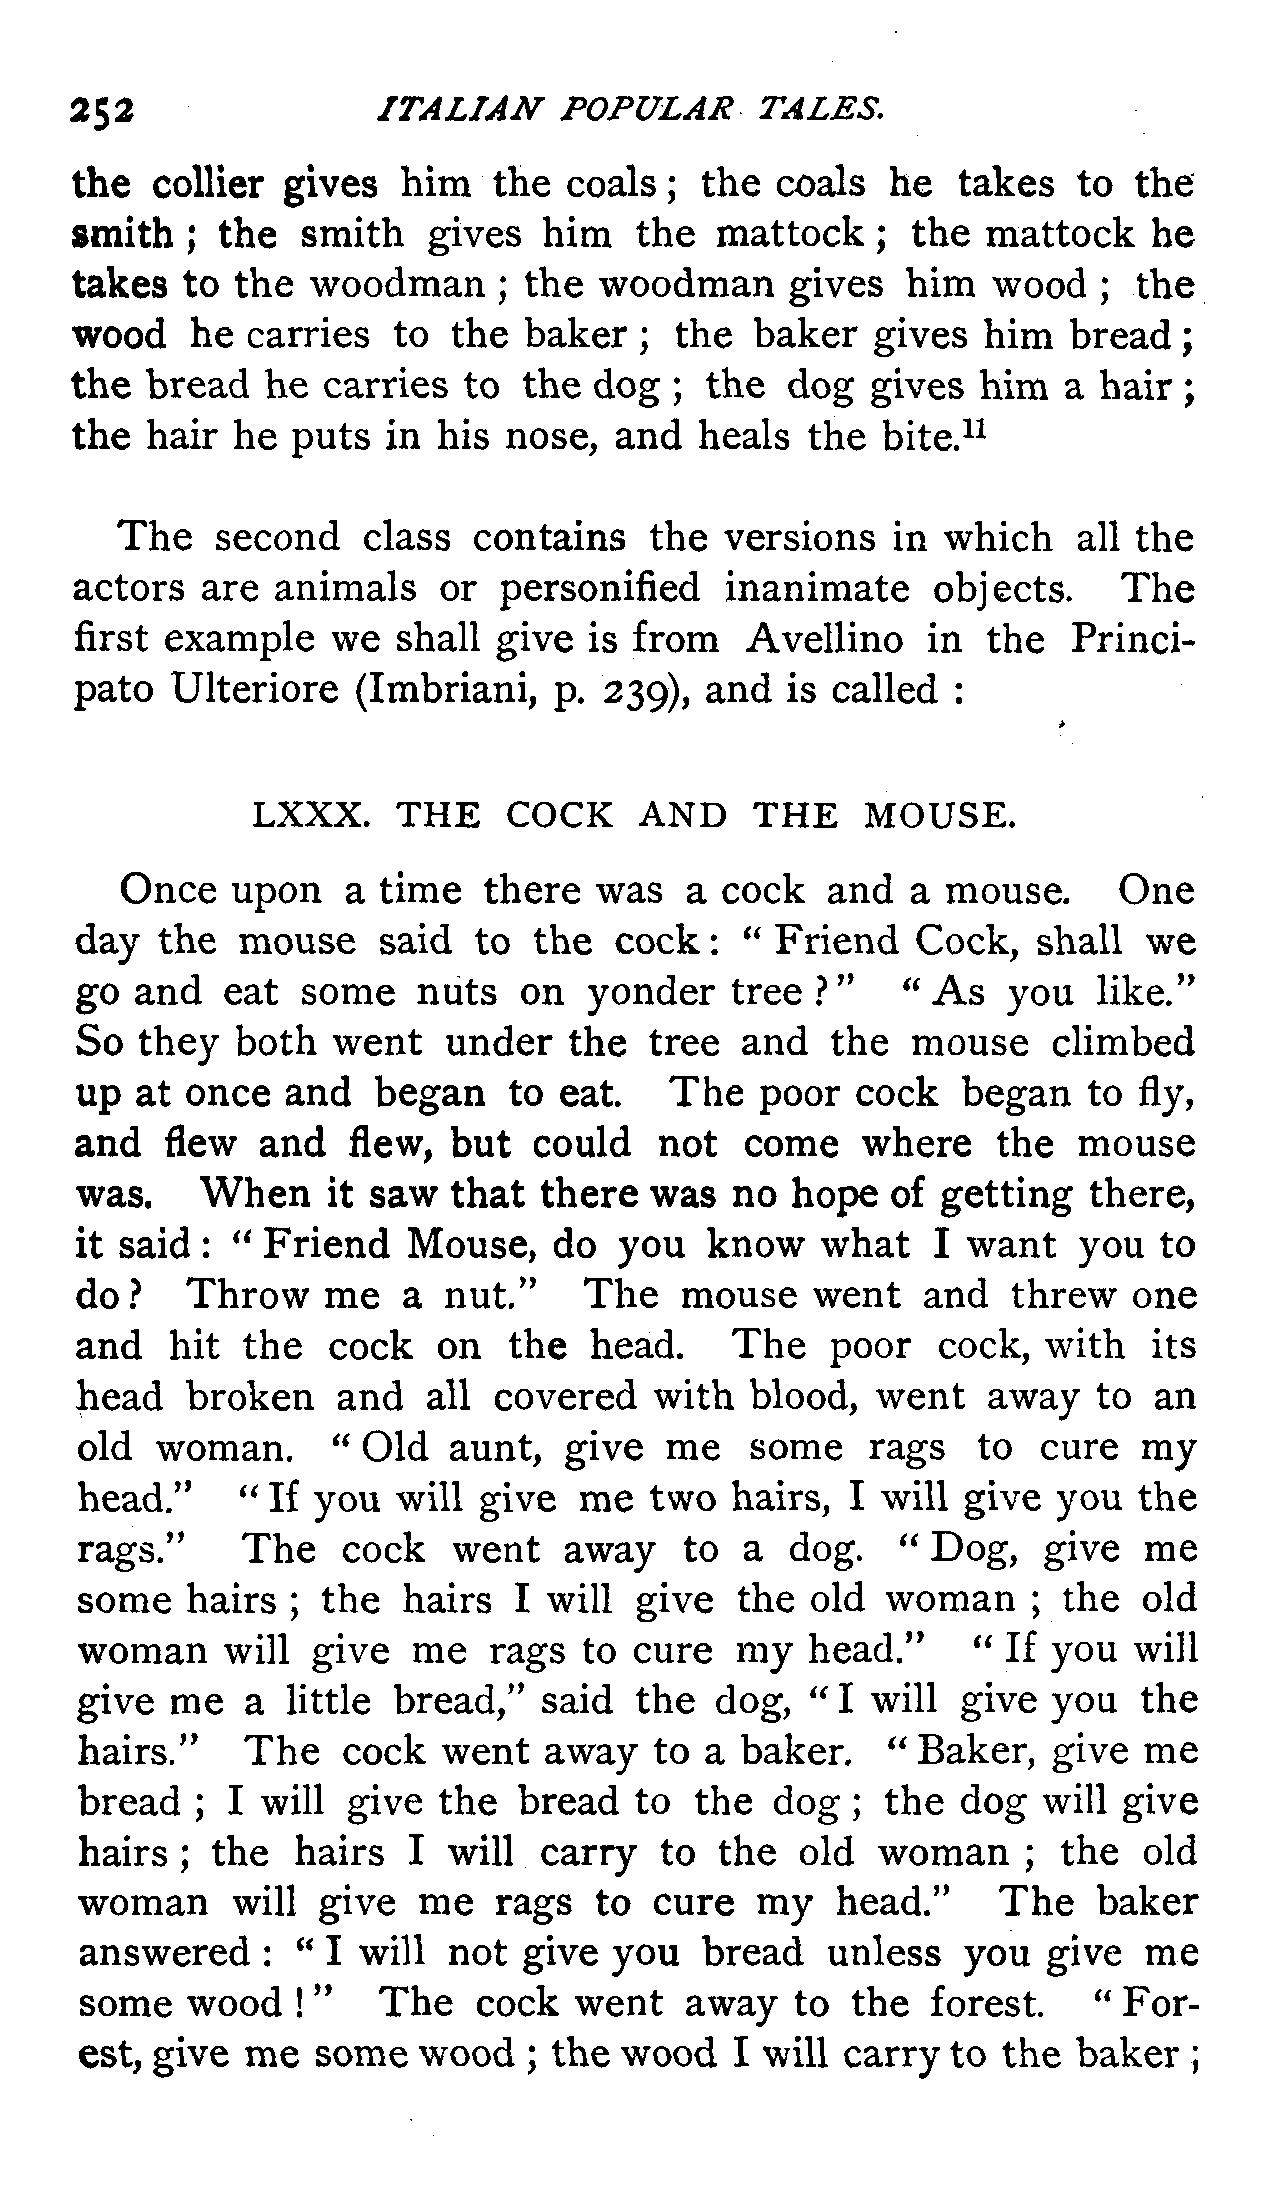 252 ITALIAN POPULAR TALES.
the collier gives him the coals ; the coals he takes to the
smith ; the smith gives him the mattock ; the mattock he
takes to the woodman ; the woodman gives him wood ; the
wood he carries to the baker ; the baker gives him bread ;
the bread he carries to the dog ; the dog gives him a hair ;
the hair he puts in his nose, and heals the bite.¹¹
The second class contains the versions in which all the
actors are animals or personified inanimate objects. The
first example we shall give is from Avellino in the Princi-
pato Ulteriore (Imbriani, p. 239), and is called :
LXXX. THE COCK AND THE MOUSE.
Once upon a time there was a cock and a mouse. One
day the mouse said to the cock : " Friend Cock, shall we
go and eat some nuts on yonder tree ? " " As you like."
So they both went under the tree and the mouse climbed
up at once and began to eat. The poor cock began to fly,
and flew and flew, but could not come where the mouse
was. When it saw that there was no hope of getting there,
it said : " Friend Mouse, do you know what I want you to
do ? Throw me a nut." The mouse went and threw one
and hit the cock on the head. The poor cock, with its
head broken and all covered with blood, went away to an
old woman. " Old aunt, give me some rags to cure my
head." " If you will give me two hairs, I will give you the
rags." The cock went away to a dog. " Dog, give me
some hairs ; the hairs I will give the old woman ; the old
woman will give me rags to cure my head." " If you will
give me a little bread," said the dog, " I will give you the
hairs." The cock went away to a baker. " Baker, give me
bread ; I will give the bread to the dog ; the dog will give
hairs ; the hairs I will carry to the old woman ; the old
woman will give me rags to cure my head." The baker
answered : " I will not give you bread unless you give me
some wood ! " The cock went away to the forest. " For-
est, give me some wood ; the wood I will carry to the baker ;